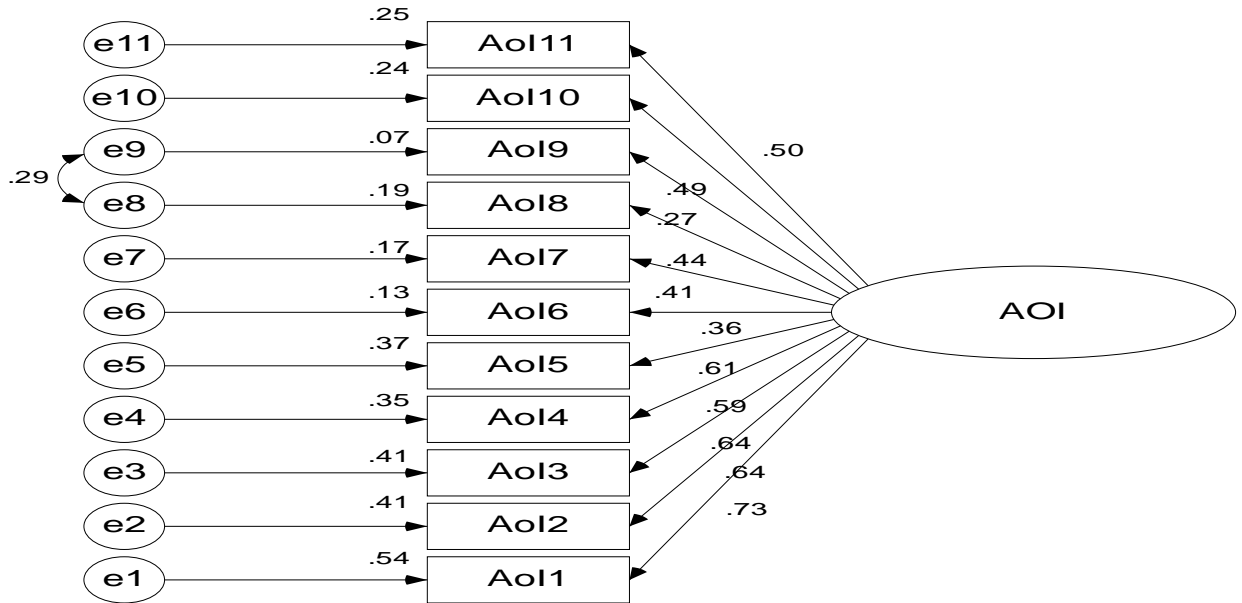 .25
e11 AoI11
.24
e10 AoI10
.07
e9 AoI9
.50
.29
.19
e8 AoI8
.49
.27
.17
e7 AoI7
.44
.13
e6 AoI6
.41
AOI
.36
.37
e5 AoI5
.61
.35
e4 AoI4
.59
.41
e3 AoI3
.64
.41
e2 AoI2
.64
.73
.54
e1 AoI1